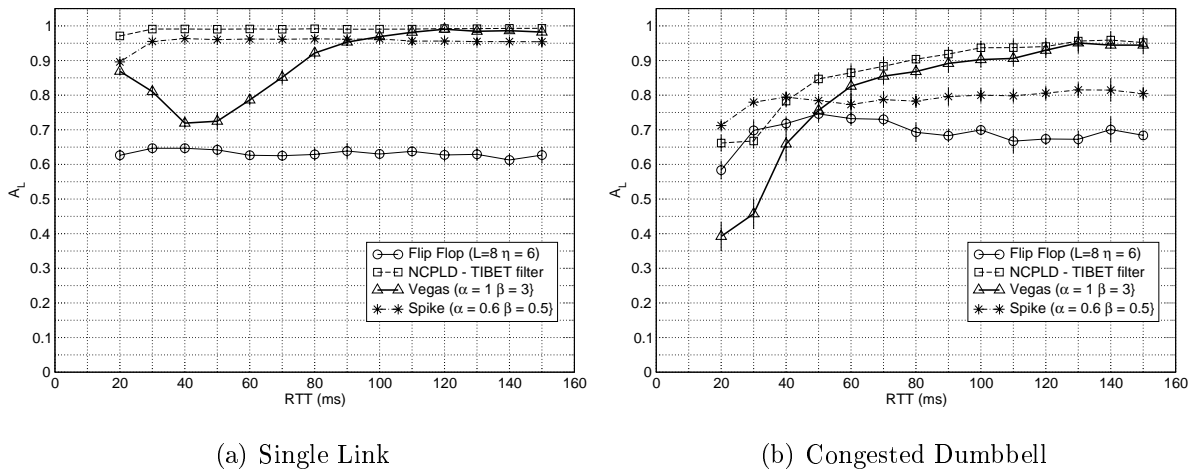 1
0.9
0.8
0.7
0.6
0.5
0.4
0.3
0.2
0.1
0
A_L
0 20 40 60 80 100 120 140 160
RTT (ms)
Flip Flop (L=8 η = 6)
NCPLD - TIBET filter
Vegas (α = 1 β = 3}
Spike (α = 0.6 β = 0.5}
(a) Single Link
1
0.9
0.8
0.7
0.6
0.5
0.4
0.3
0.2
0.1
0
A_L
0 20 40 60 80 100 120 140 160
RTT (ms)
Flip Flop (L=8 η = 6)
NCPLD - TIBET filter
Vegas (α = 1 β = 3}
Spike (α = 0.6 β = 0.5}
(b) Congested Dumbbell